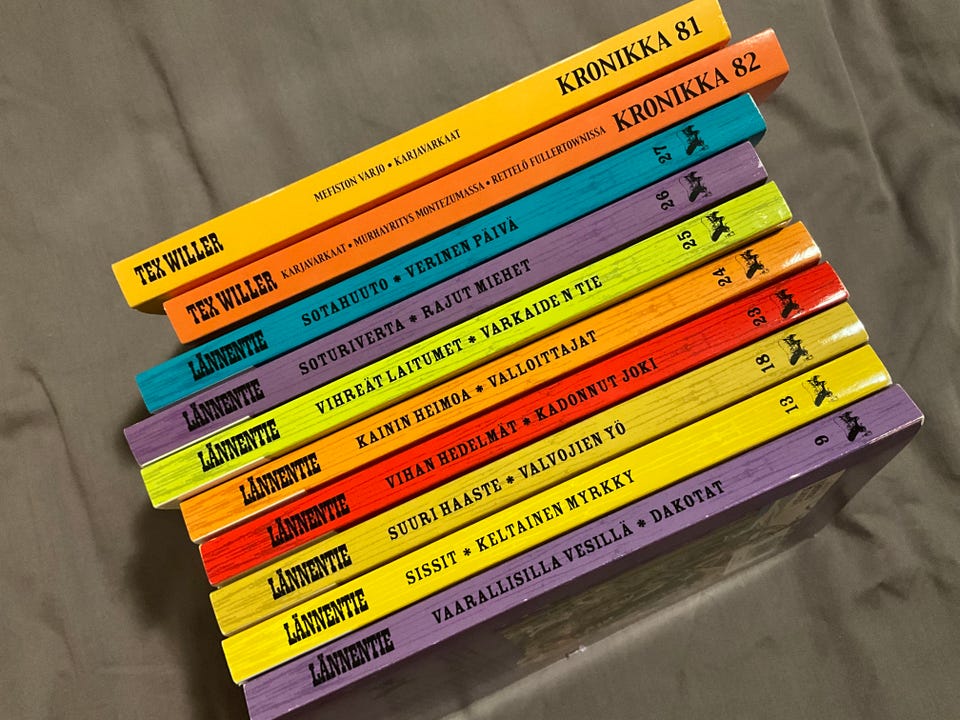 TEX WILLER MEFISTON VARJO • KARJAVARKAAT KRONIKKA 81
TEX WILLER KARJAVARKAAT • MURHAYRITYS MONTEZUMASSA • RETTELÖ FULLERTOWNISSA KRONIKKA 82
LÄNNENTIE SOTAHUUTO * VERINEN PÄIVÄ 27
LÄNNENTIE SOTURIVERTA * RAJUT MIEHET 26
LÄNNENTIE VIHREÄT LAITUMET * VARKAIDEN TIE 25
LÄNNENTIE KAININ HEIMOA * VALLOITTAJAT 24
LÄNNENTIE VIHAN HEDELMÄT * KADONNUT JOKI 23
LÄNNENTIE SUURI HAASTE * VALVOJIEN YÖ 18
LÄNNENTIE SISSIT * KELTAINEN MYRKKY 13
LÄNNENTIE VAARALLISILLA VESILLÄ * DAKOTAT 9